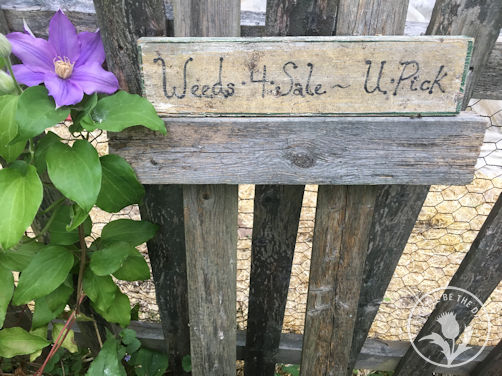 Weeds · 4 · Sale ~ U · Pick